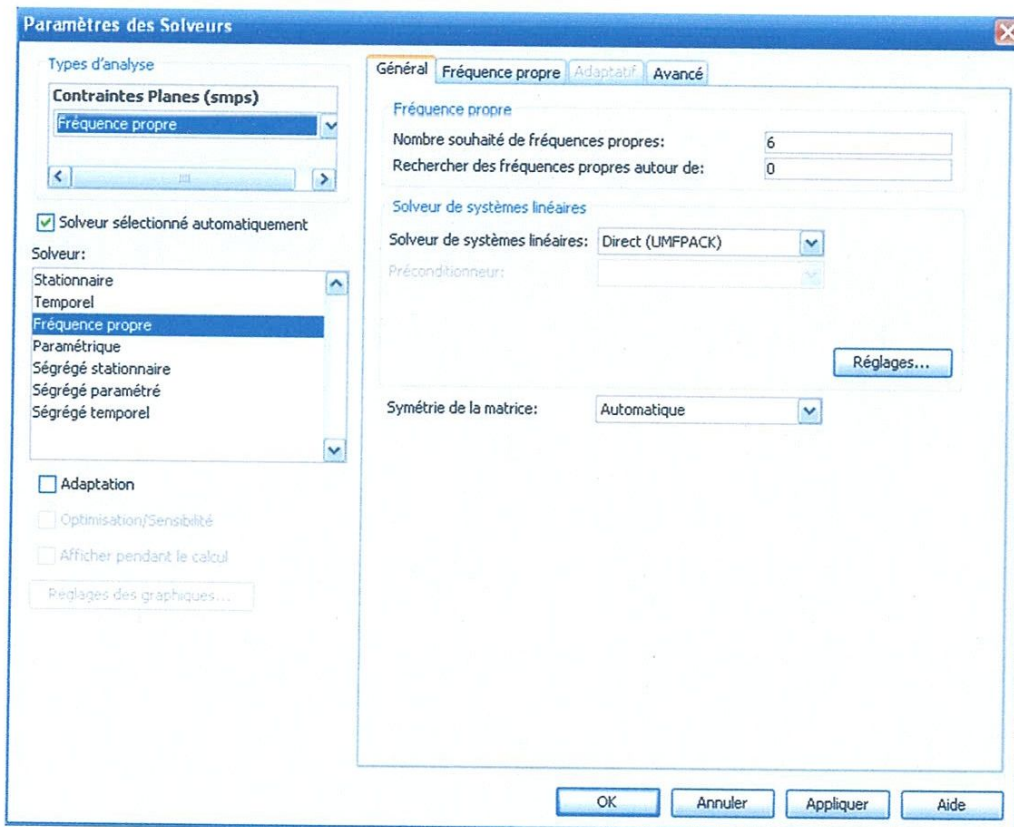 Paramètres des Solveurs
Types d'analyse
Contraintes Planes (smps)
Fréquence propre
Solveur sélectionné automatiquement
Solveur:
Stationnaire
Temporel
Fréquence propre
Paramétrique
Ségrégé stationnaire
Ségrégé paramétré
Ségrégé temporel
Adaptation
Optimisation/Sensibilité
Afficher pendant le calcul
Réglages des graphiques...
Général Fréquence propre Adaptatif Avancé
Fréquence propre
Nombre souhaité de fréquences propres: 6
Rechercher des fréquences propres autour de: 0
Solveur de systèmes linéaires
Solveur de systèmes linéaires: Direct (UMFPACK)
Préconditionneur:
Réglages...
Symétrie de la matrice: Automatique
OK Annuler Appliquer Aide